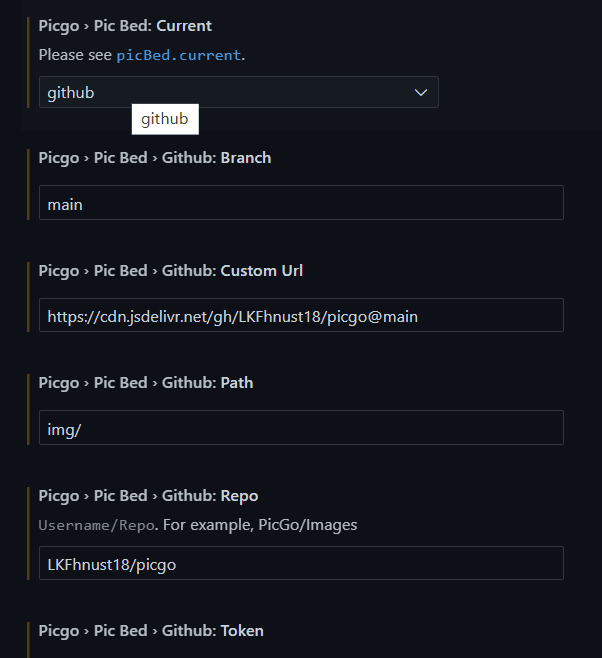 Picgo › Pic Bed: Current
Please see picBed.current.
github
github
Picgo › Pic Bed › Github: Branch
main
Picgo › Pic Bed › Github: Custom Url
https://cdn.jsdelivr.net/gh/LKFhnust18/picgo@main
Picgo › Pic Bed › Github: Path
img/
Picgo › Pic Bed › Github: Repo
Username/Repo. For example, PicGo/Images
LKFhnust18/picgo
Picgo › Pic Bed › Github: Token